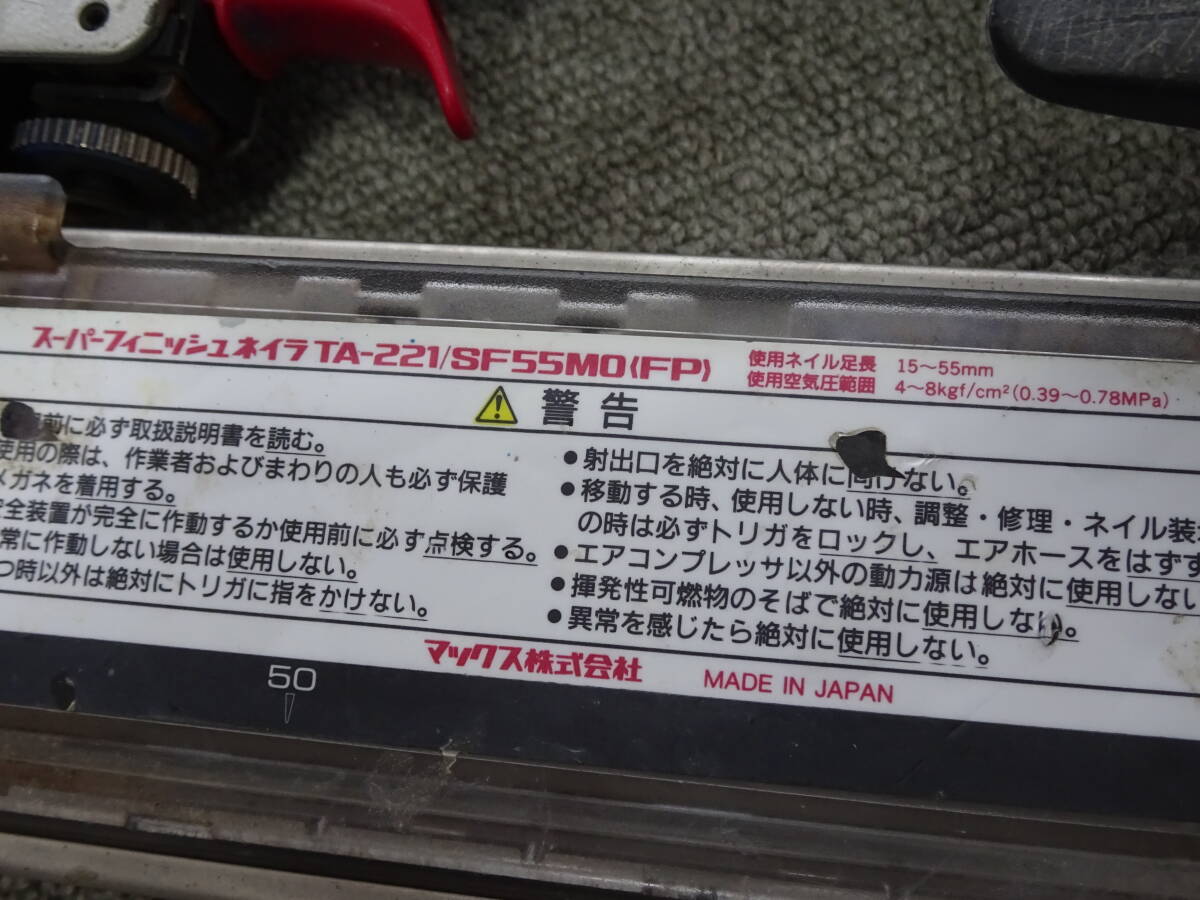 スーパーフィニッシュネイラ TA-221/SF55MO(FP)
使用ネイル足長 15〜55mm
使用空気圧範囲 4〜8kgf/cm²(0.39〜0.78MPa)
警告
前に必ず取扱説明書を読む。
使用の際は、作業者およびまわりの人も必ず保護
メガネを着用する。
全装置が完全に作動するか使用前に必ず点検する。
常に作動しない場合は使用しない。
つ時以外は絶対にトリガに指をかけない。
●射出口を絶対に人体に向けない。
●移動する時、使用しない時、調整・修理・ネイル装
の時は必ずトリガをロックし、エアホースをはずす
●エアコンプレッサ以外の動力源は絶対に使用しない
●揮発性可燃物のそばで絶対に使用しない。
●異常を感じたら絶対に使用しない。
マックス株式会社 MADE IN JAPAN
50